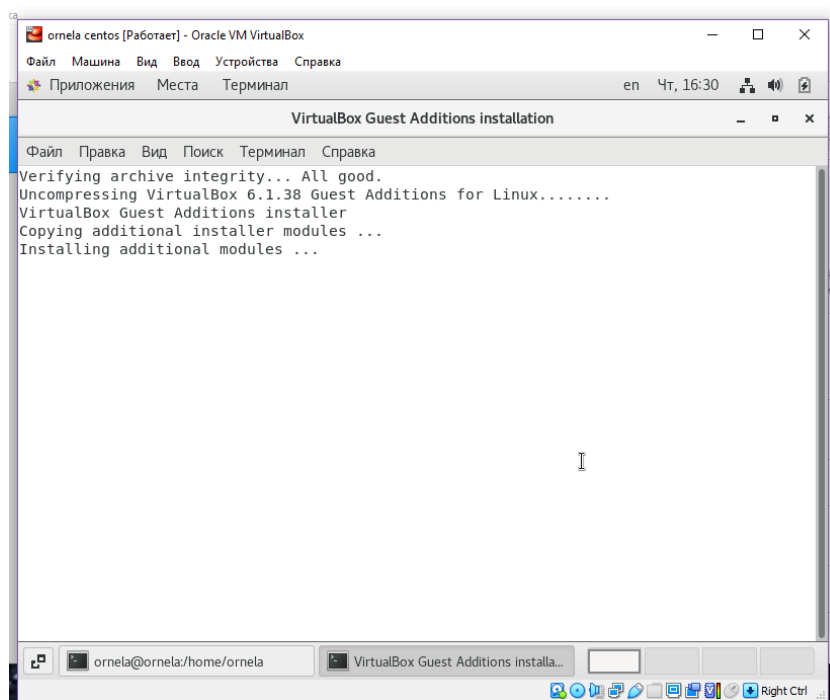 ca
ornela centos [Работает] - Oracle VM VirtualBox
Файл Машина Вид Ввод Устройства Справка
Приложения Места Терминал en Чт, 16:30
VirtualBox Guest Additions installation
Файл Правка Вид Поиск Терминал Справка
Verifying archive integrity... All good.
Uncompressing VirtualBox 6.1.38 Guest Additions for Linux........
VirtualBox Guest Additions installer
Copying additional installer modules ...
Installing additional modules ...
ornela@ornela:/home/ornela VirtualBox Guest Additions installa...
Right Ctrl